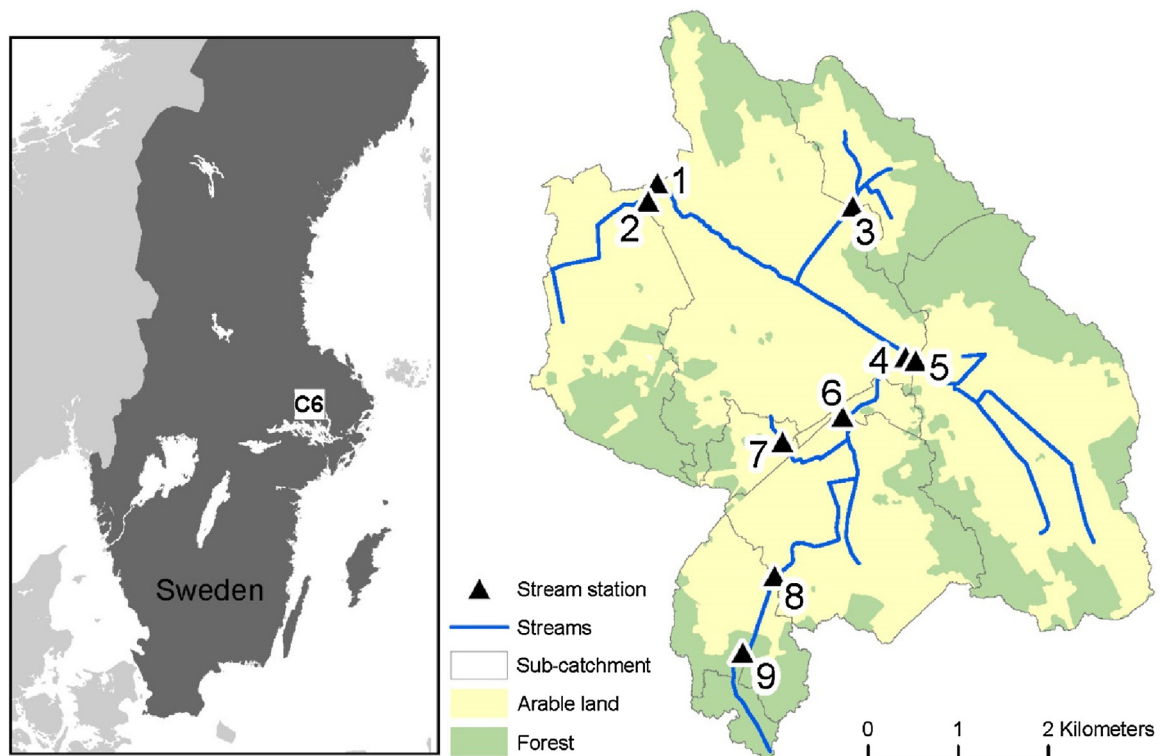 C6
Sweden
1
2
3
4
5
6
7
8
9
Stream station
Streams
Sub-catchment
Arable land
Forest
0 1 2 Kilometers